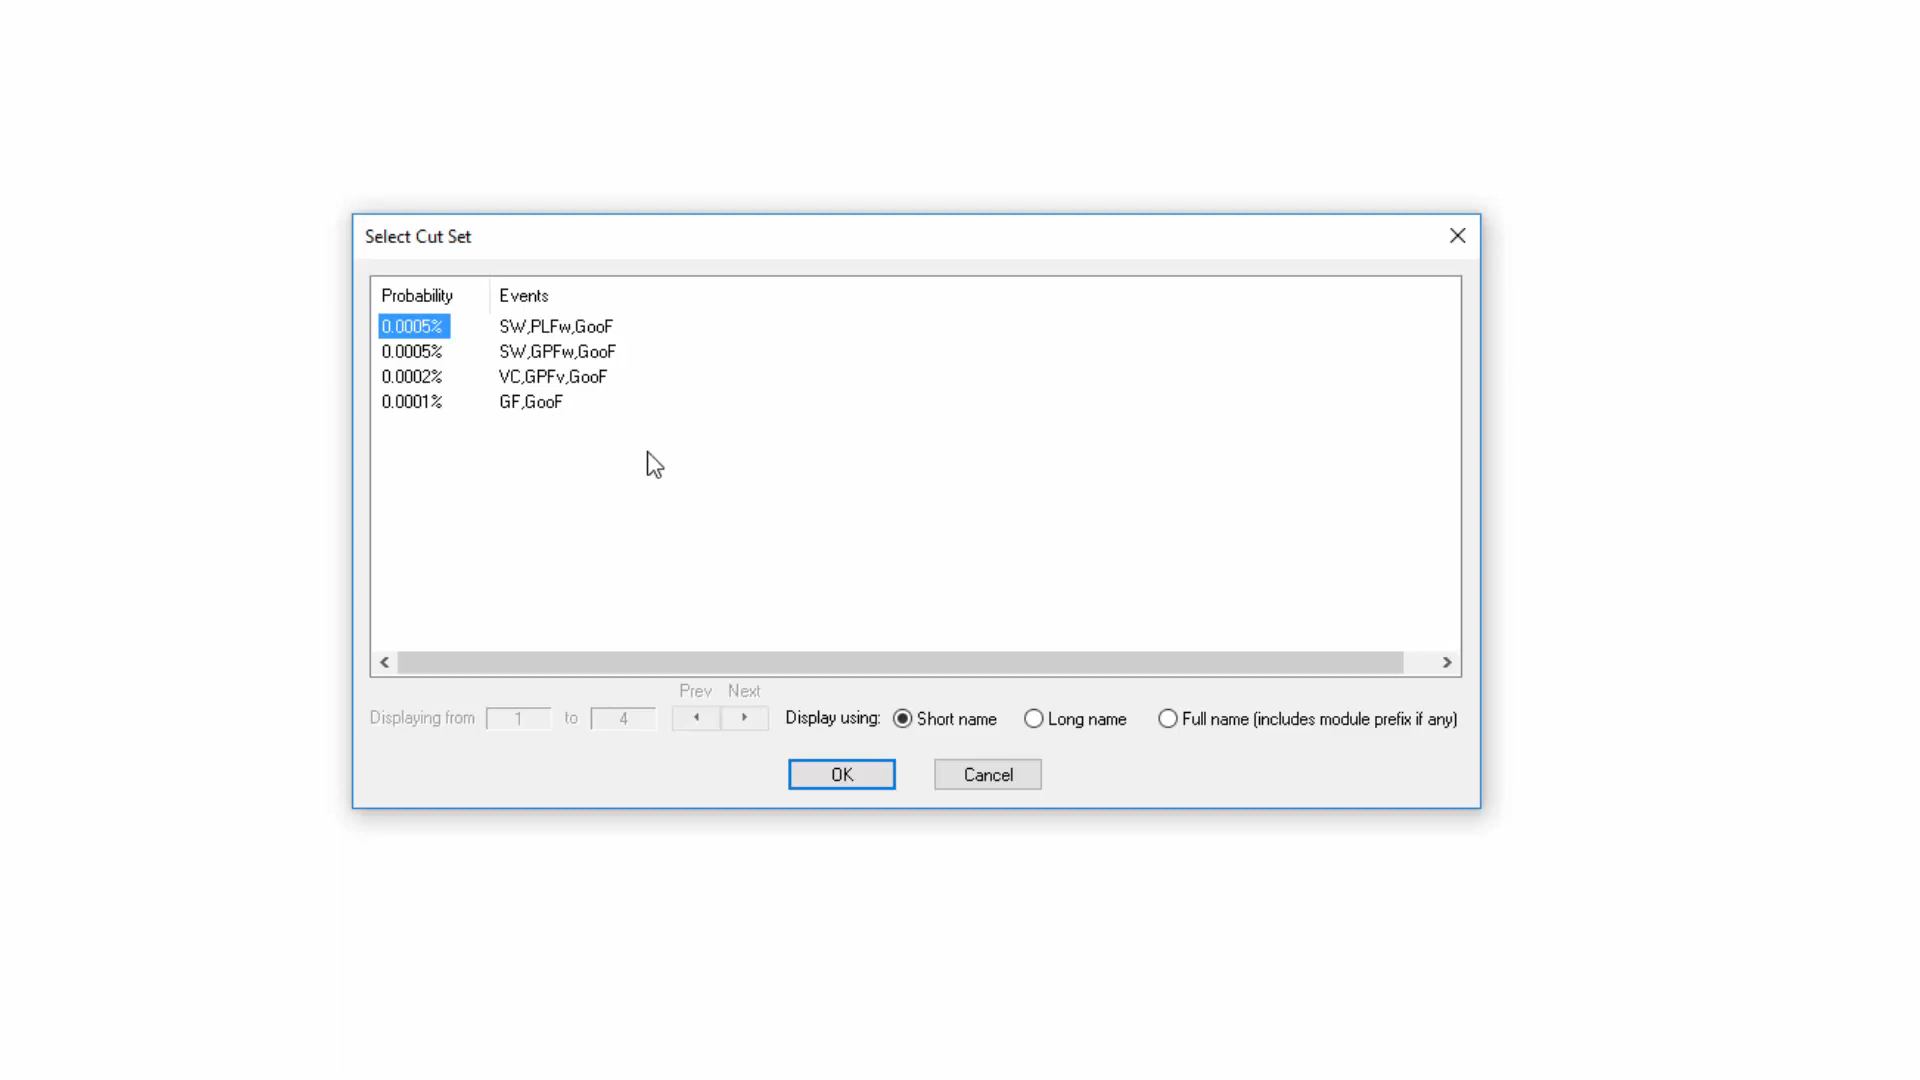 Select Cut Set
Probability Events
0.0005% SW,PLFw,GooF
0.0005% SW,GPFw,GooF
0.0002% VC,GPFv,GooF
0.0001% GF,GooF
Prev Next
Displaying from 1 to 4 Display using: Short name Long name Full name (includes module prefix if any)
OK Cancel